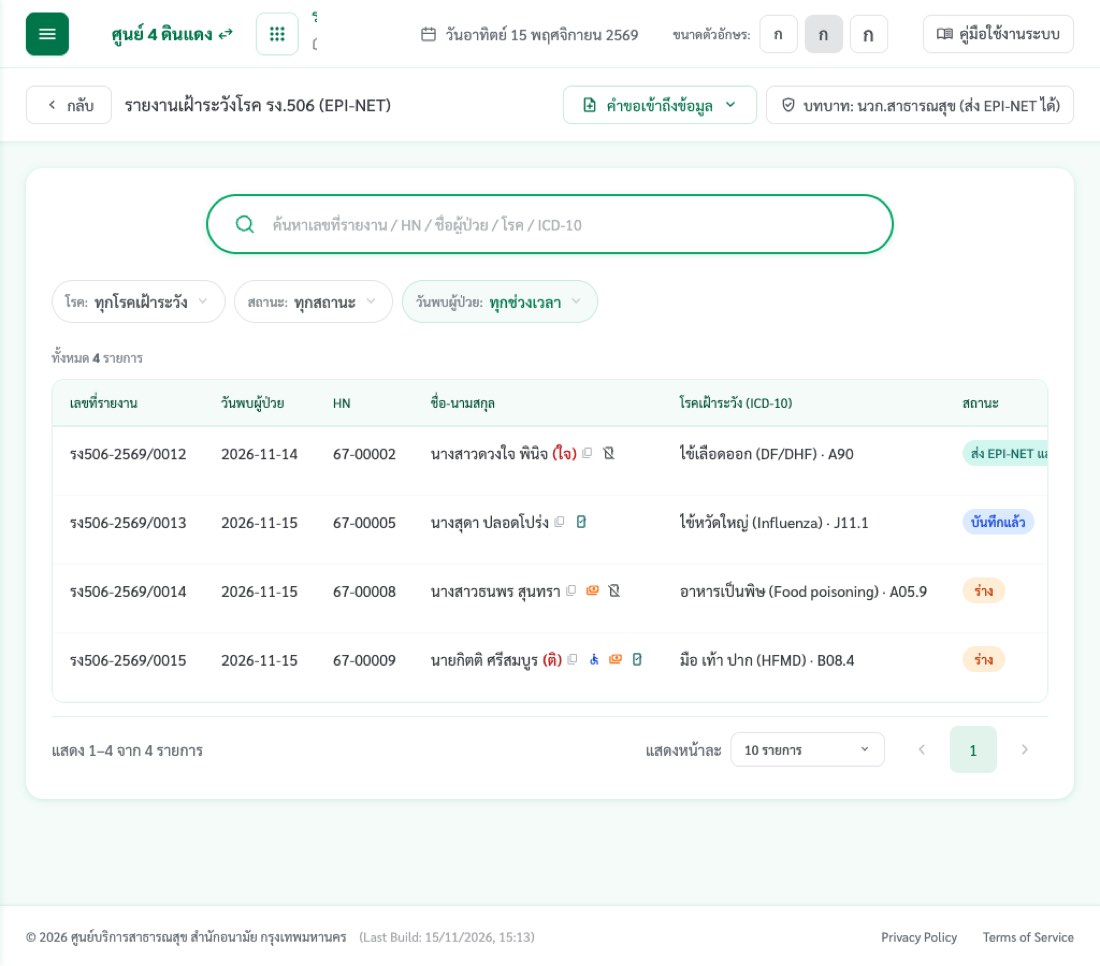 ศูนย์ 4 ดินแดง
วันอาทิตย์ 15 พฤศจิกายน 2569
ขนาดตัวอักษร: ก ก ก
คู่มือใช้งานระบบ
กลับ
รายงานเฝ้าระวังโรค รง.506 (EPI-NET)
คำขอเข้าถึงข้อมูล
บทบาท: นวก.สาธารณสุข (ส่ง EPI-NET ได้)
ค้นหาเลขที่รายงาน / HN / ชื่อผู้ป่วย / โรค / ICD-10
โรค: ทุกโรคเฝ้าระวัง
สถานะ: ทุกสถานะ
วันพบผู้ป่วย: ทุกช่วงเวลา
ทั้งหมด 4 รายการ
เลขที่รายงาน วันพบผู้ป่วย HN ชื่อ-นามสกุล โรคเฝ้าระวัง (ICD-10) สถานะ
รง506-2569/0012 2026-11-14 67-00002 นางสาวดวงใจ พินิจ (ใจ) ไข้เลือดออก (DF/DHF) · A90 ส่ง EPI-NET
รง506-2569/0013 2026-11-15 67-00005 นางสุดา ปลอดโปร่ง ไข้หวัดใหญ่ (Influenza) · J11.1 บันทึกแล้ว
รง506-2569/0014 2026-11-15 67-00008 นางสาวธนพร สุนทรา อาหารเป็นพิษ (Food poisoning) · A05.9 ร่าง
รง506-2569/0015 2026-11-15 67-00009 นายกิตติ ศรีสมบูร (ติ) มือ เท้า ปาก (HFMD) · B08.4 ร่าง
แสดง 1–4 จาก 4 รายการ
แสดงหน้าละ 10 รายการ
1
© 2026 ศูนย์บริการสาธารณสุข สำนักอนามัย กรุงเทพมหานคร (Last Build: 15/11/2026, 15:13)
Privacy Policy Terms of Service